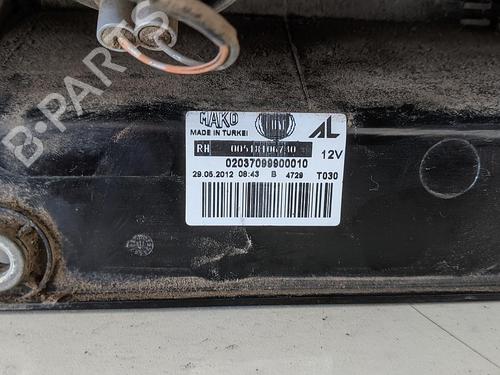 MAKO
MADE IN TURKEI
AL
RH 00518106730
12V
02037099900010
29.05.2012 08:43 B 4729 T030
B-PARTS